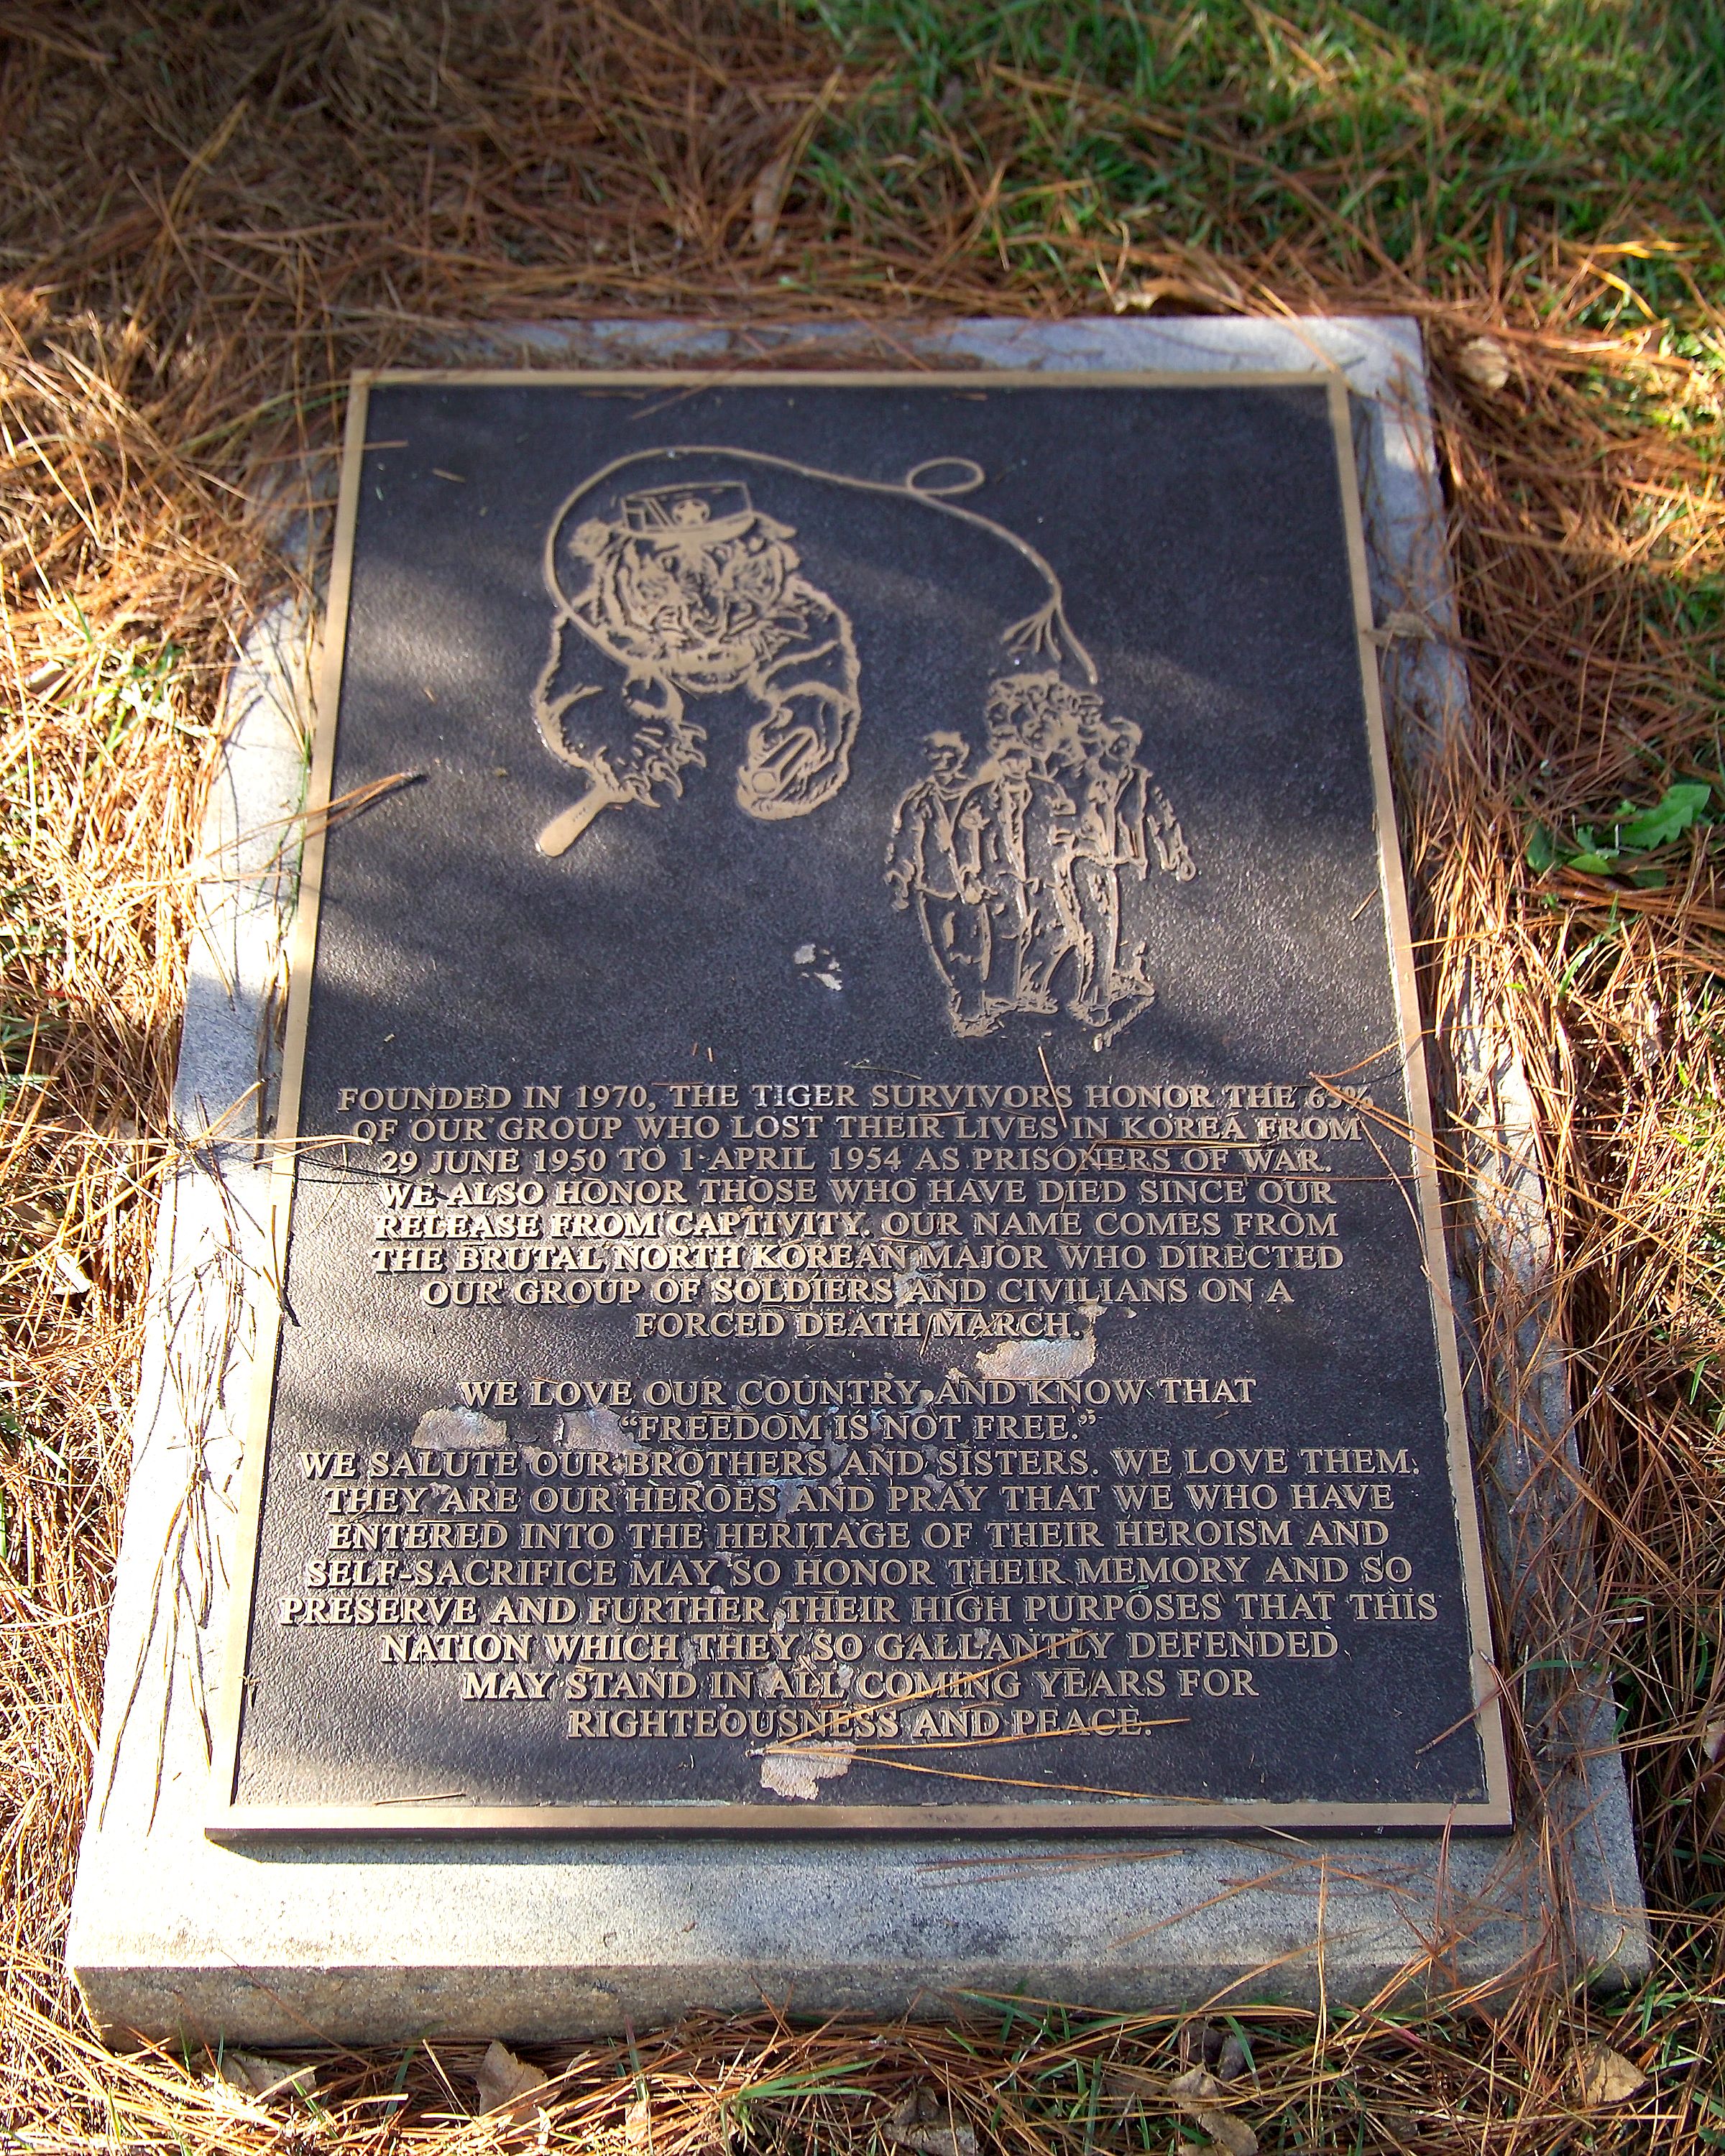 FOUNDED IN 1970, THE TIGER SURVIVORS HONOR THE
OF OUR GROUP WHO LOST THEIR LIVES IN KOREA FROM
29 JUNE 1950 TO 1 APRIL 1954 AS PRISONERS OF WAR.
WE ALSO HONOR THOSE WHO HAVE DIED SINCE OUR
RELEASE FROM CAPTIVITY. OUR NAME COMES FROM
THE BRUTAL NORTH KOREAN MAJOR WHO DIRECTED
OUR GROUP OF SOLDIERS AND CIVILIANS ON A
FORCED DEATH MARCH.
WE LOVE OUR COUNTRY AND KNOW THAT
“FREEDOM IS NOT FREE.”
WE SALUTE OUR BROTHERS AND SISTERS. WE LOVE THEM.
THEY ARE OUR HEROES AND PRAY THAT WE WHO HAVE
ENTERED INTO THE HERITAGE OF THEIR HEROISM AND
SELF-SACRIFICE MAY SO HONOR THEIR MEMORY AND SO
PRESERVE AND FURTHER THEIR HIGH PURPOSES THAT THIS
NATION WHICH THEY SO GALLANTLY DEFENDED
MAY STAND IN ALL COMING YEARS FOR
RIGHTEOUSNESS AND PEACE.